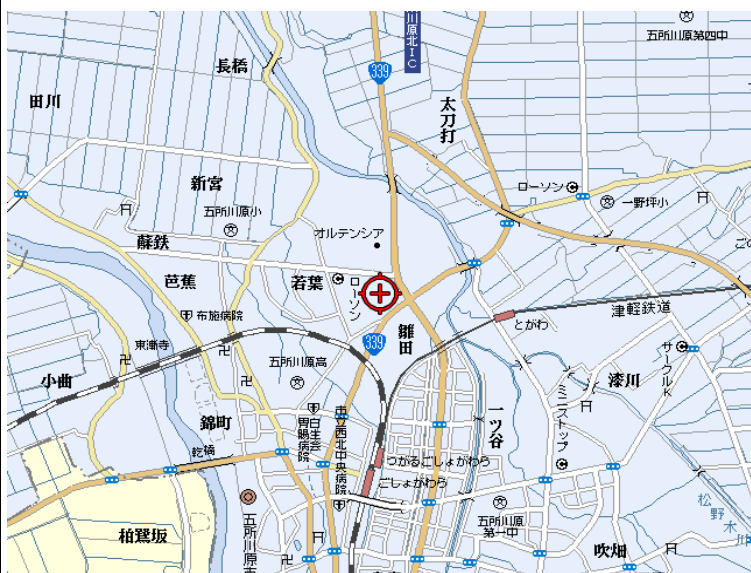 川原北IC
五所川原第四中
長橋
339
田川
太刀打
新宮
ローソン
一野坪小
五所川原小
オルテンシア
蘇鉄
芭蕉
若葉
ローソン
津軽鉄道
布施病院
とがわ
339
雛田
東漸寺
五所川原高
サークルK
小曲
漆川
ミニストップ
一ツ谷
錦町
白生会胃腸病院
市立西北中央病院
乾橋
つがるごしょがわら
ごしょがわら
松野木川
五所川原市
五所川原第一中
柏鷺坂
吹畑